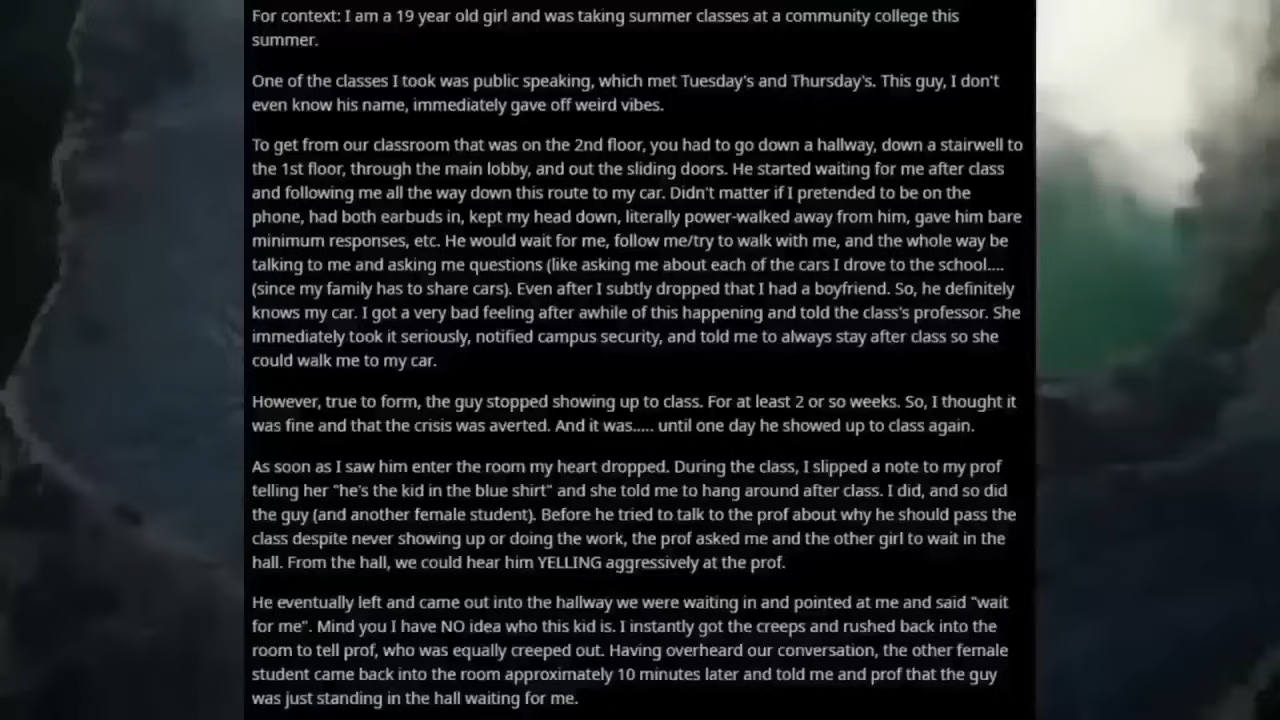 For context: I am a 19 year old girl and was taking summer classes at a community college this
summer.
One of the classes I took was public speaking, which met Tuesday's and Thursday's. This guy, I don't
even know his name, immediately gave off weird vibes.
To get from our classroom that was on the 2nd floor, you had to go down a hallway, down a stairwell to
the 1st floor, through the main lobby, and out the sliding doors. He started waiting for me after class
and following me all the way down this route to my car. Didn't matter if I pretended to be on the
phone, had both earbuds in, kept my head down, literally power-walked away from him, gave him bare
minimum responses, etc. He would wait for me, follow me/try to walk with me, and the whole way be
talking to me and asking me questions (like asking me about each of the cars I drove to the school....
(since my family has to share cars). Even after I subtly dropped that I had a boyfriend. So, he definitely
knows my car. I got a very bad feeling after awhile of this happening and told the class's professor. She
immediately took it seriously, notified campus security, and told me to always stay after class so she
could walk me to my car.
However, true to form, the guy stopped showing up to class. For at least 2 or so weeks. So, I thought it
was fine and that the crisis was averted. And it was..... until one day he showed up to class again.
As soon as I saw him enter the room my heart dropped. During the class, I slipped a note to my prof
telling her "he's the kid in the blue shirt" and she told me to hang around after class. I did, and so did
the guy (and another female student). Before he tried to talk to the prof about why he should pass the
class despite never showing up or doing the work, the prof asked me and the other girl to wait in the
hall. From the hall, we could hear him YELLING aggressively at the prof.
He eventually left and came out into the hallway we were waiting in and pointed at me and said "wait
for me". Mind you I have NO idea who this kid is. I instantly got the creeps and rushed back into the
room to tell prof, who was equally creeped out. Having overheard our conversation, the other female
student came back into the room approximately 10 minutes later and told me and prof that the guy
was just standing in the hall waiting for me.